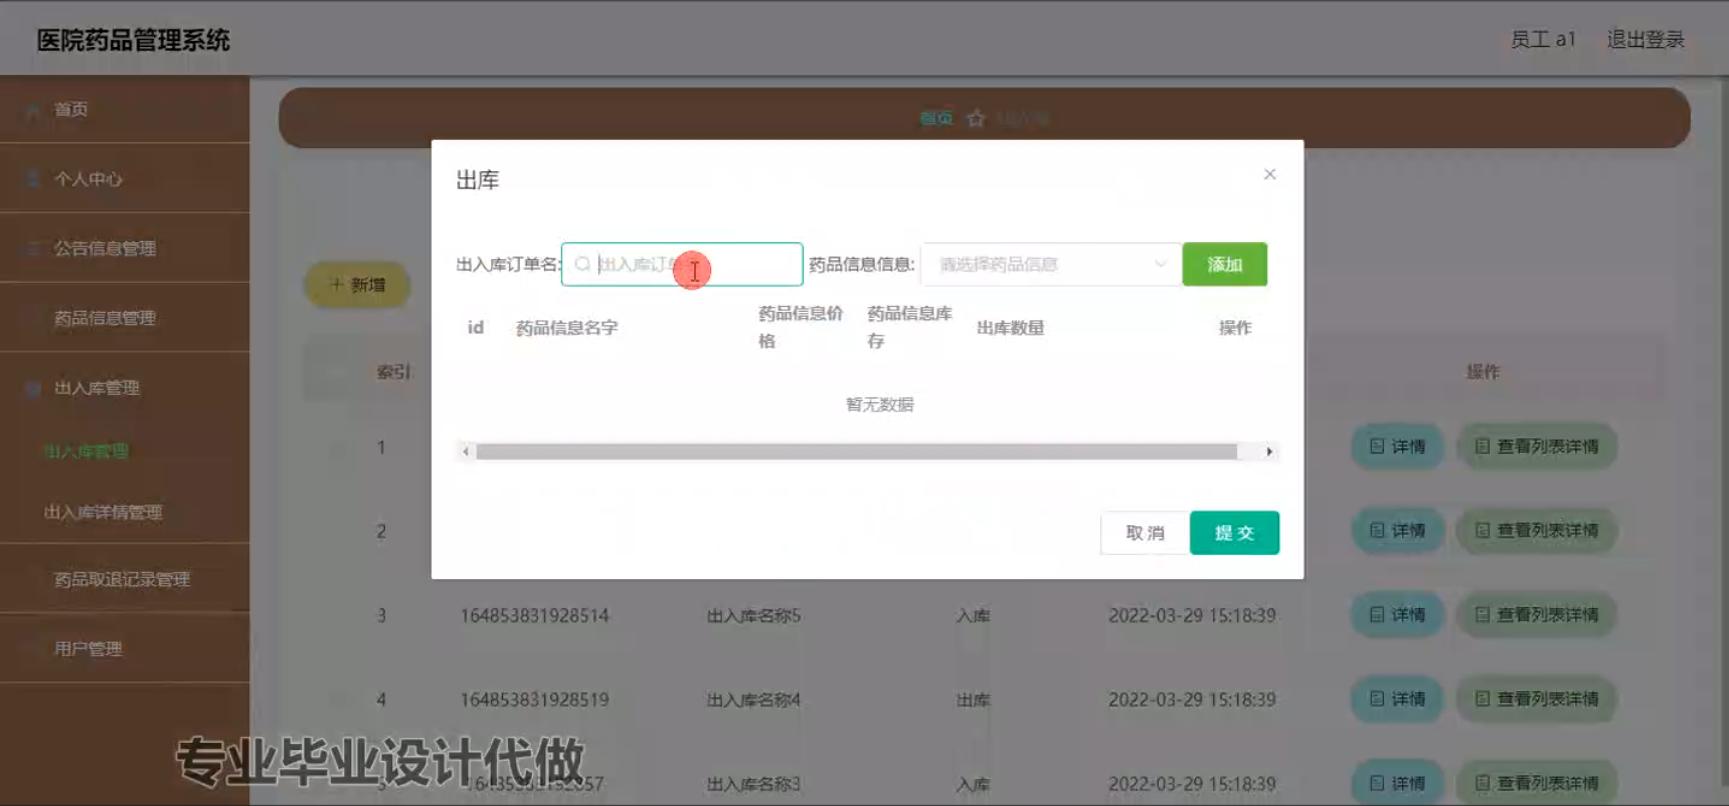 医院药品管理系统
员工 a1 退出登录
首页
首页
个人中心
公告信息管理
药品信息管理
出入库管理
出入库管理
出入库详情管理
药品取退记录管理
用户管理
+ 新增
索引 操作
出库
出入库订单名: 出入库订单 药品信息信息: 请选择药品信息 添加
id 药品信息名字 药品信息价格 药品信息库存 出库数量 操作
暂无数据
取消 提交
1 详情 查看列表详情
2 详情 查看列表详情
3 164853831928514 出入库名称5 入库 2022-03-29 15:18:39 详情 查看列表详情
4 164853831928519 出入库名称4 出库 2022-03-29 15:18:39 详情 查看列表详情
出入库名称3 入库 2022-03-29 15:18:39 详情 查看列表详情
专业毕业设计代做